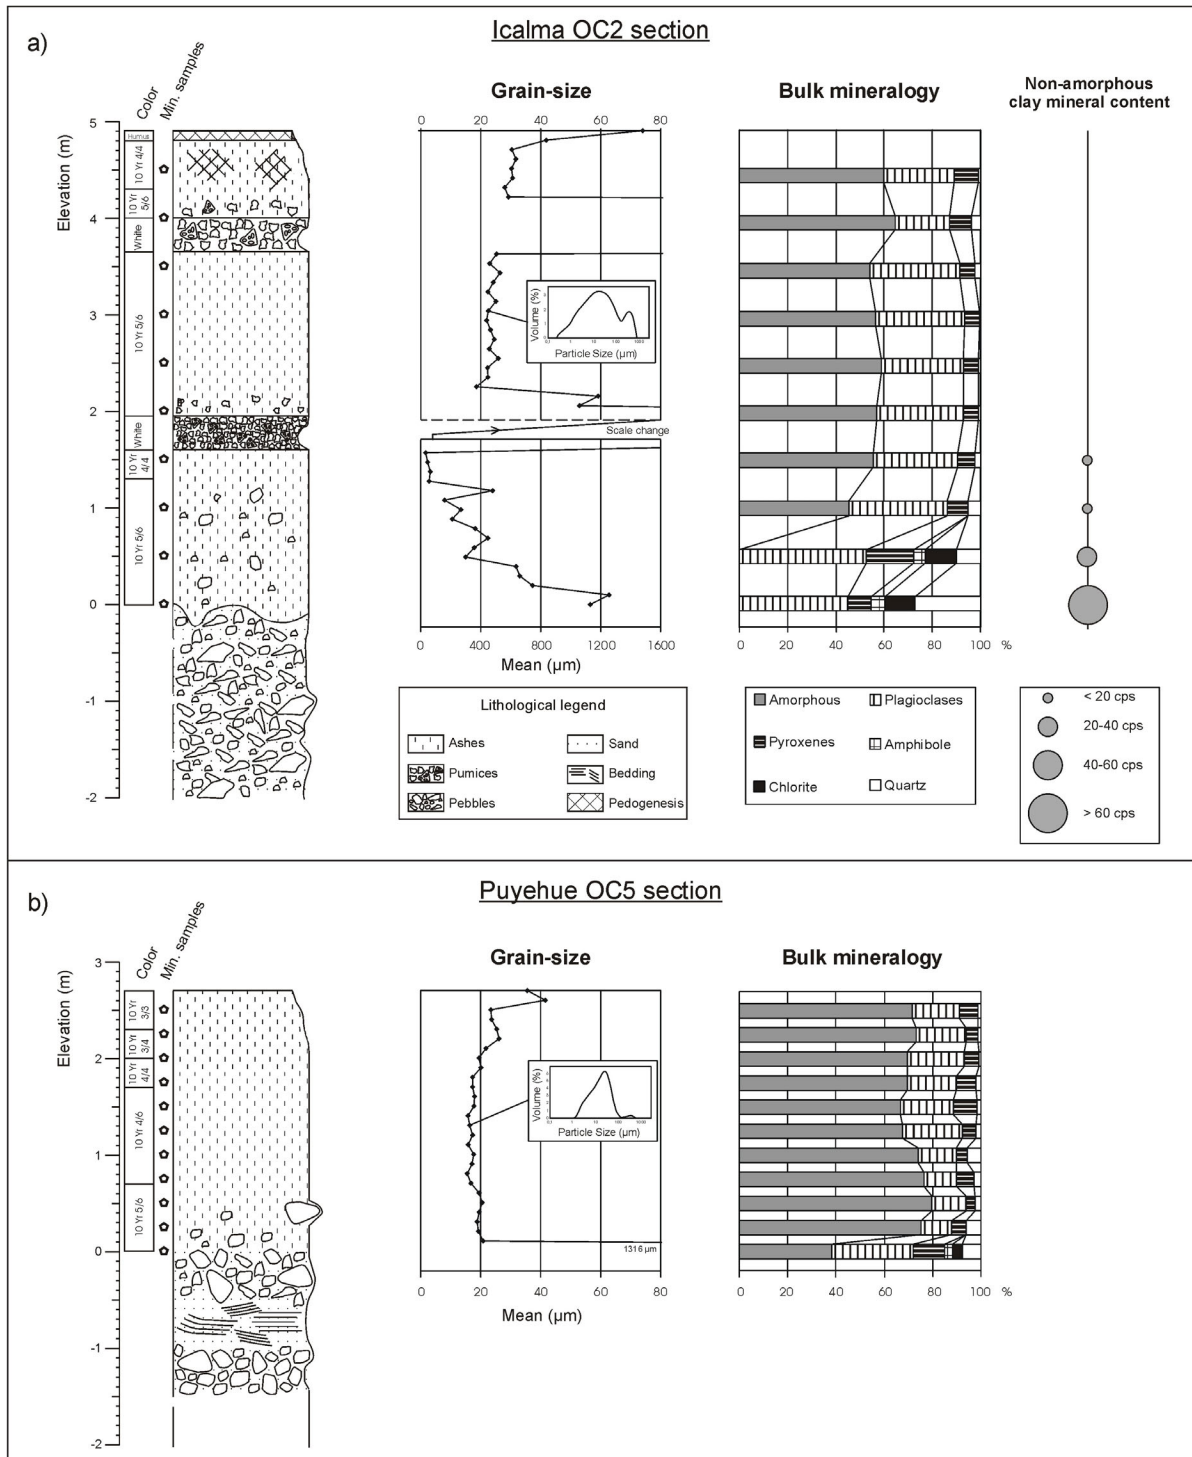 a)
Icalma OC2 section
Color
Min. samples
Grain-size
Bulk mineralogy
Non-amorphous
clay mineral content
Elevation (m)
5
4
3
2
1
0
-1
-2
Humus
10 Yr 4/4
10 Yr
5/6
White
10 Yr 5/6
White
10 Yr
4/4
10 Yr 5/6
0 20 40 60 80
Volume (%)
Particle Size (µm)
Scale change
0 400 800 1200 1600
Mean (µm)
0 20 40 60 80 100 %
Lithological legend
Ashes
Sand
Pumices
Bedding
Pebbles
Pedogenesis
Amorphous
Plagioclases
Pyroxenes
Amphibole
Chlorite
Quartz
< 20 cps
20-40 cps
40-60 cps
> 60 cps
b)
Puyehue OC5 section
Color
Min. samples
Grain-size
Bulk mineralogy
Elevation (m)
3
2
1
0
-1
-2
10 Yr
3/3
10 Yr
3/4
10 Yr
4/4
10 Yr 4/6
10 Yr 5/6
Volume (%)
Particle Size (µm)
1316 µm
0 20 40 60 80
Mean (µm)
0 20 40 60 80 100 %